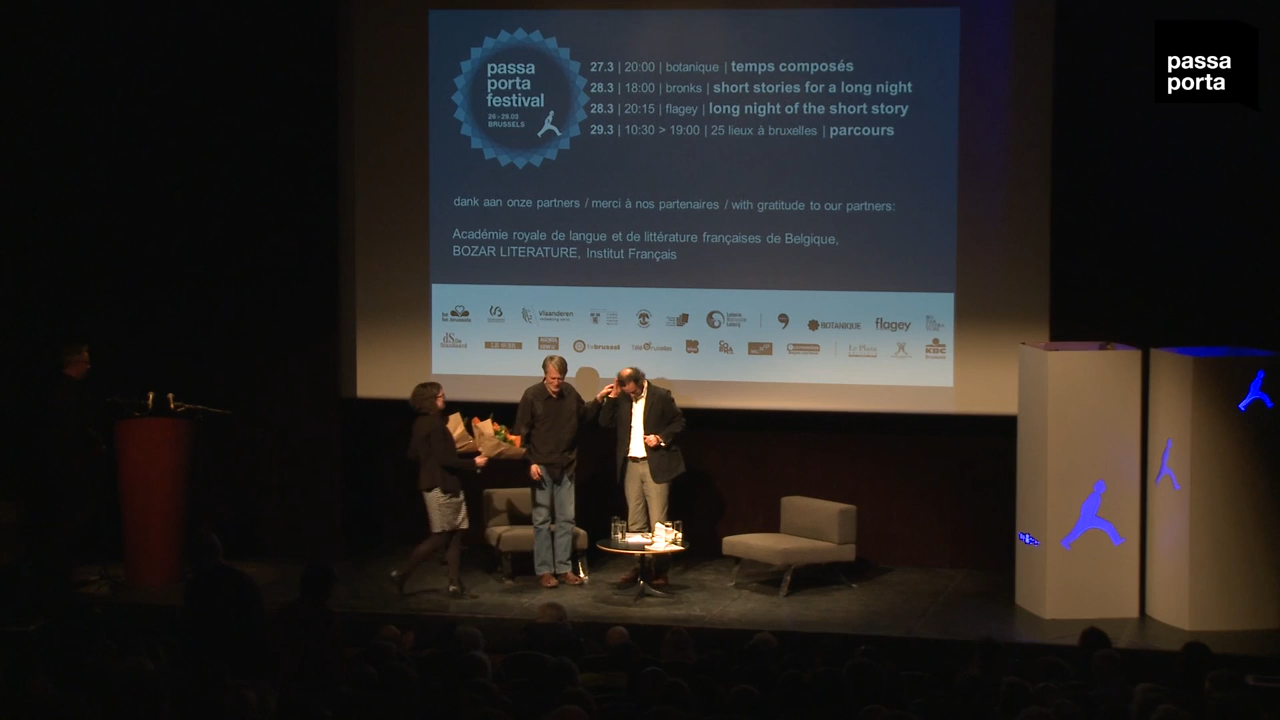 passa
porta
festival
26 > 29.03
BRUSSELS
27.3 | 20:00 | botanique | temps composés
28.3 | 18:00 | bronks | short stories for a long night
28.3 | 20:15 | flagey | long night of the short story
29.3 | 10:30 > 19:00 | 25 lieux à bruxelles | parcours
passa
porta
dank aan onze partners / merci à nos partenaires / with gratitude to our partners:
Académie royale de langue et de littérature françaises de Belgique,
BOZAR LITERATURE, Institut Français
Vlaanderen
BOTANIQUE
flagey
tvbrussel
KBC